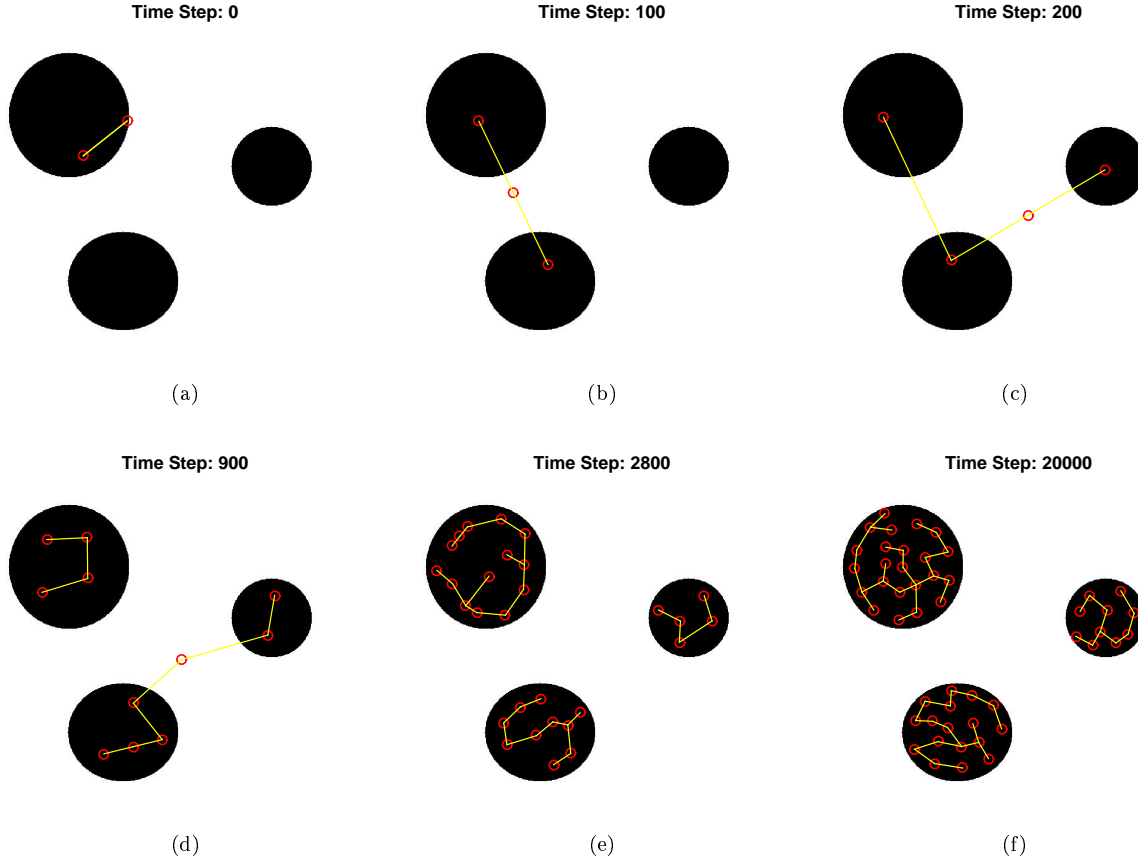 Time Step: 0
Time Step: 100
Time Step: 200
(a)
(b)
(c)
Time Step: 900
Time Step: 2800
Time Step: 20000
(d)
(e)
(f)